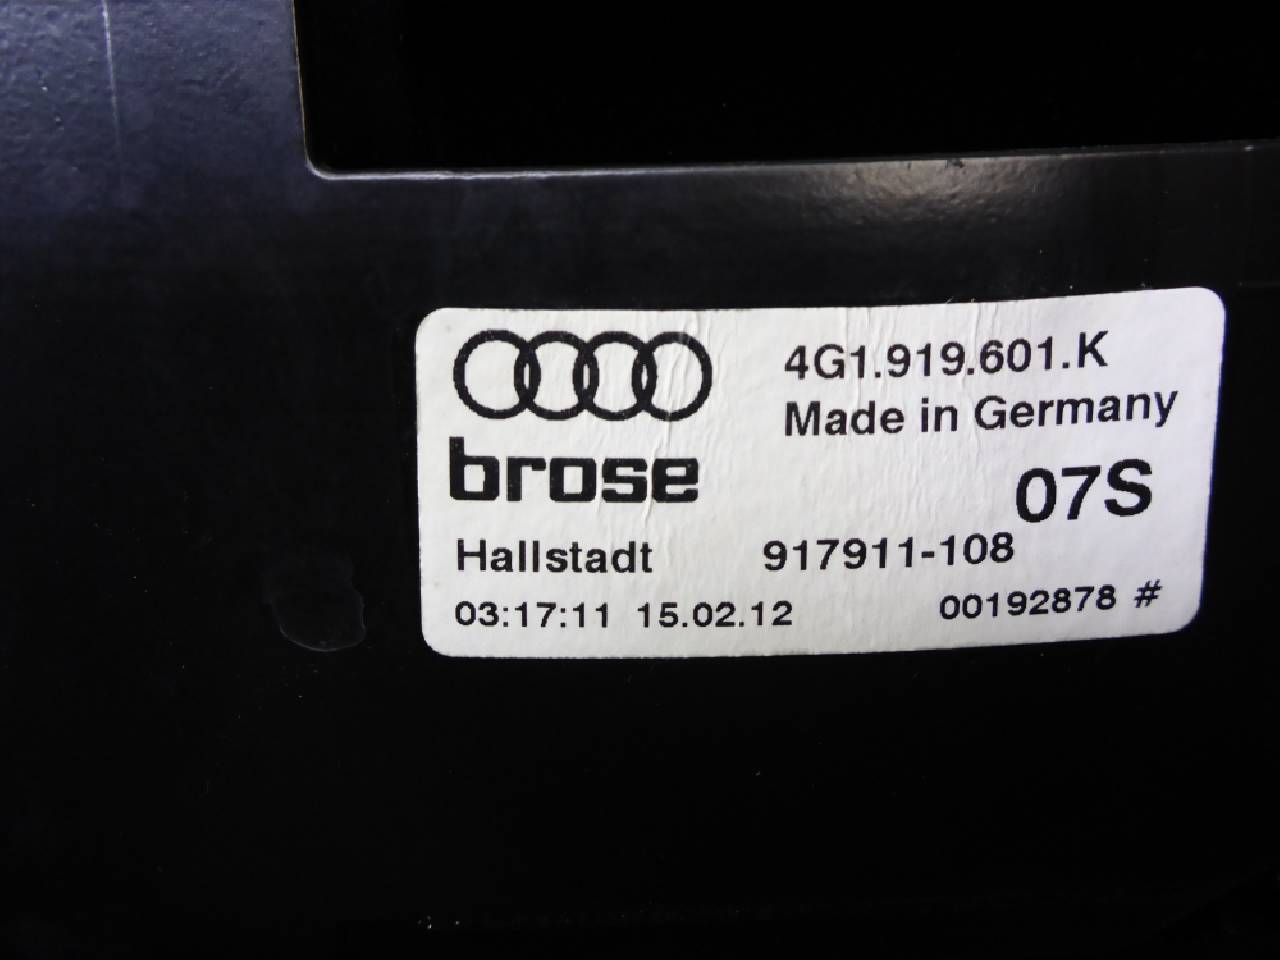 4G1.919.601.K
Made in Germany
brose
07S
Hallstadt 917911-108
03:17:11 15.02.12 00192878 #